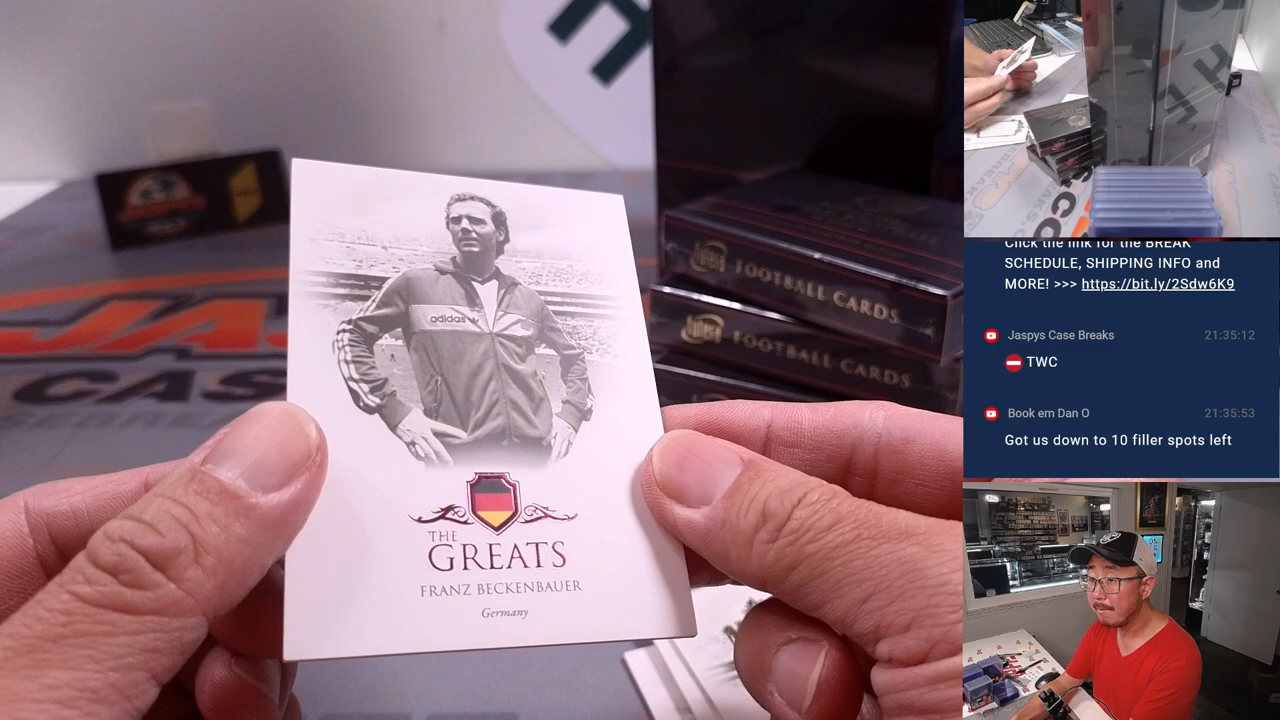 adidas
THE
GREATS
FRANZ BECKENBAUER
Germany
FOOTBALL CARDS
FOOTBALL CARDS
JA
CAS
Click the link for the BREAK
SCHEDULE, SHIPPING INFO and
MORE! >>> https://bit.ly/2Sdw6K9
Jaspys Case Breaks 21:35:12
TWC
Book em Dan O 21:35:53
Got us down to 10 filler spots left